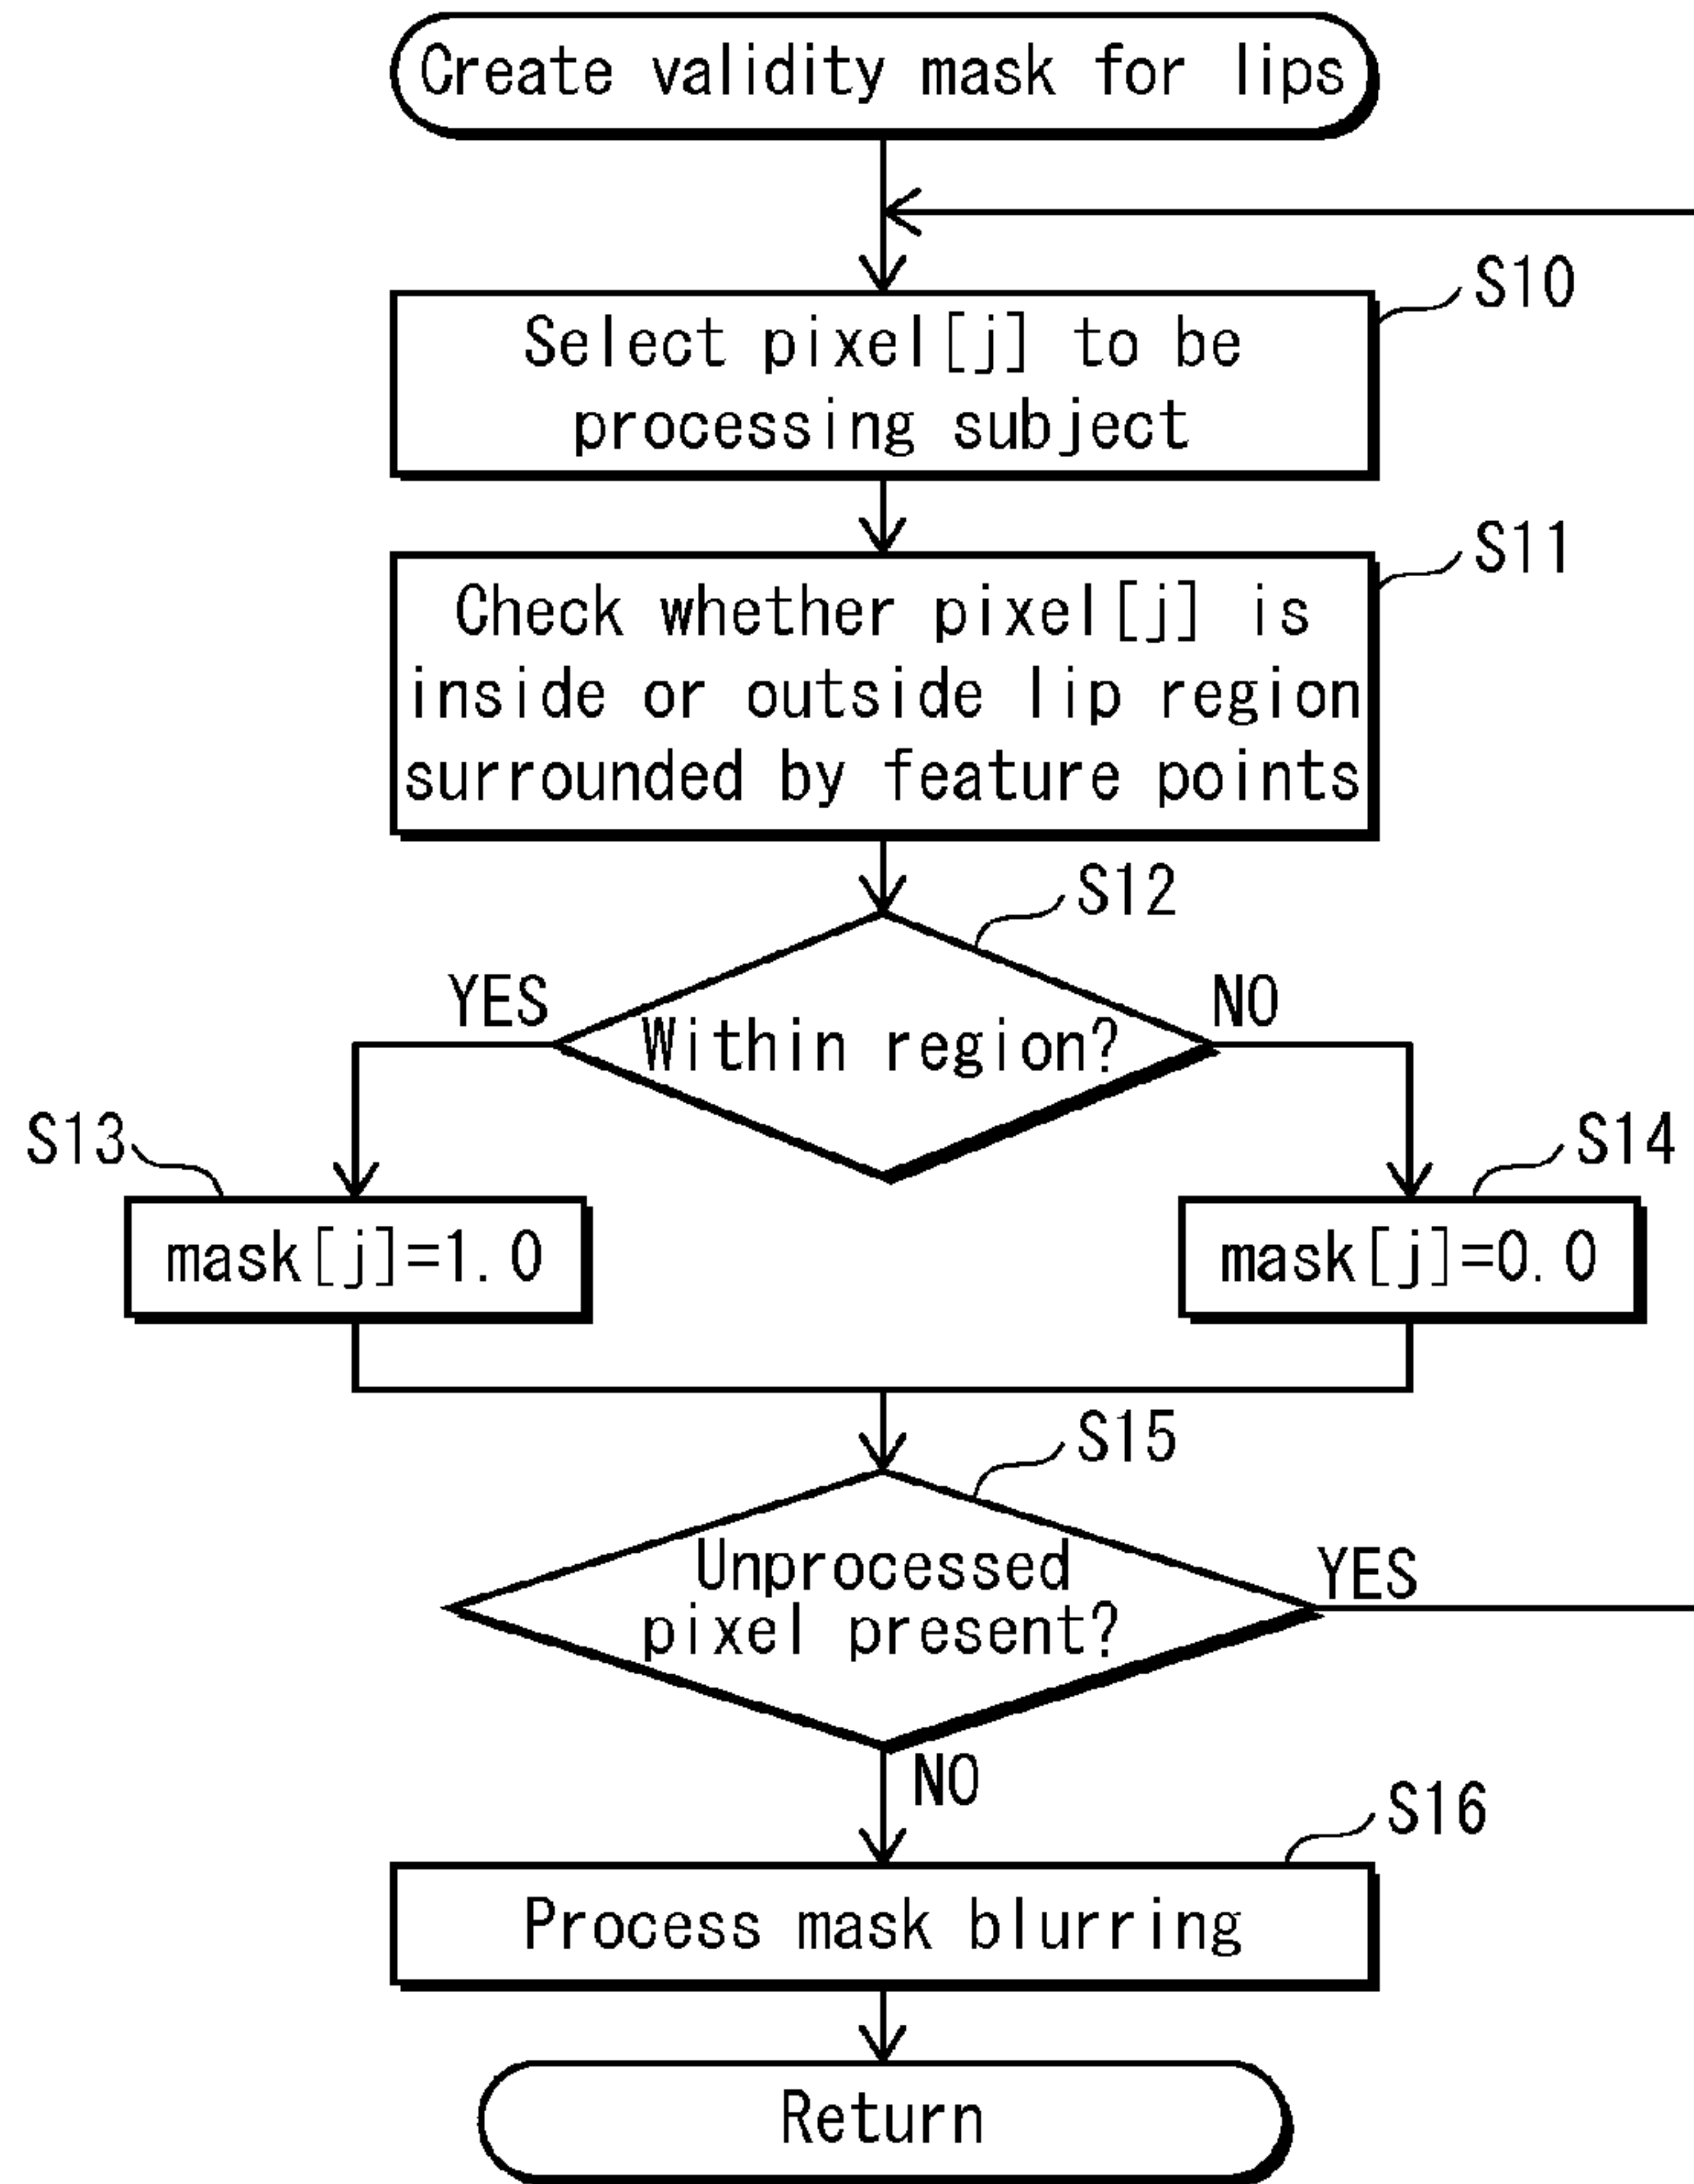 Create validity mask for lips
S10
Select pixel[j] to be
processing subject
S11
Check whether pixel[j] is
inside or outside lip region
surrounded by feature points
S12
YES
NO
Within region?
S13
S14
mask[j]=1.0
mask[j]=0.0
S15
Unprocessed
pixel present?
YES
NO
S16
Process mask blurring
Return